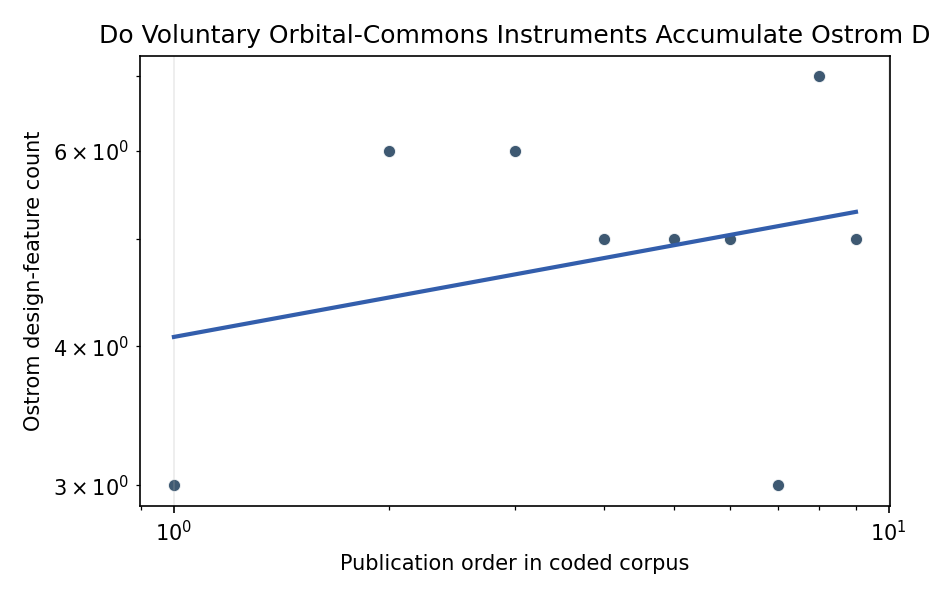 Do Voluntary Orbital-Commons Instruments Accumulate Ostrom D
Ostrom design-feature count
6 × 10⁰
4 × 10⁰
3 × 10⁰
10⁰
10¹
Publication order in coded corpus